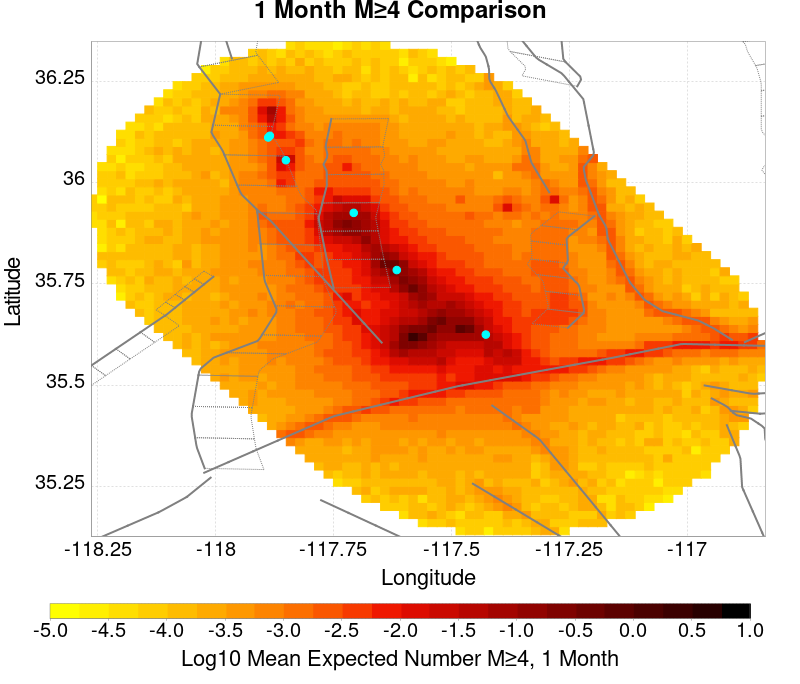 1 Month M≥4 Comparison
36.25
36
35.75
35.5
35.25
Latitude
-118.25 -118 -117.75 -117.5 -117.25 -117
Longitude
-5.0 -4.5 -4.0 -3.5 -3.0 -2.5 -2.0 -1.5 -1.0 -0.5 0.0 0.5 1.0
Log10 Mean Expected Number M≥4, 1 Month